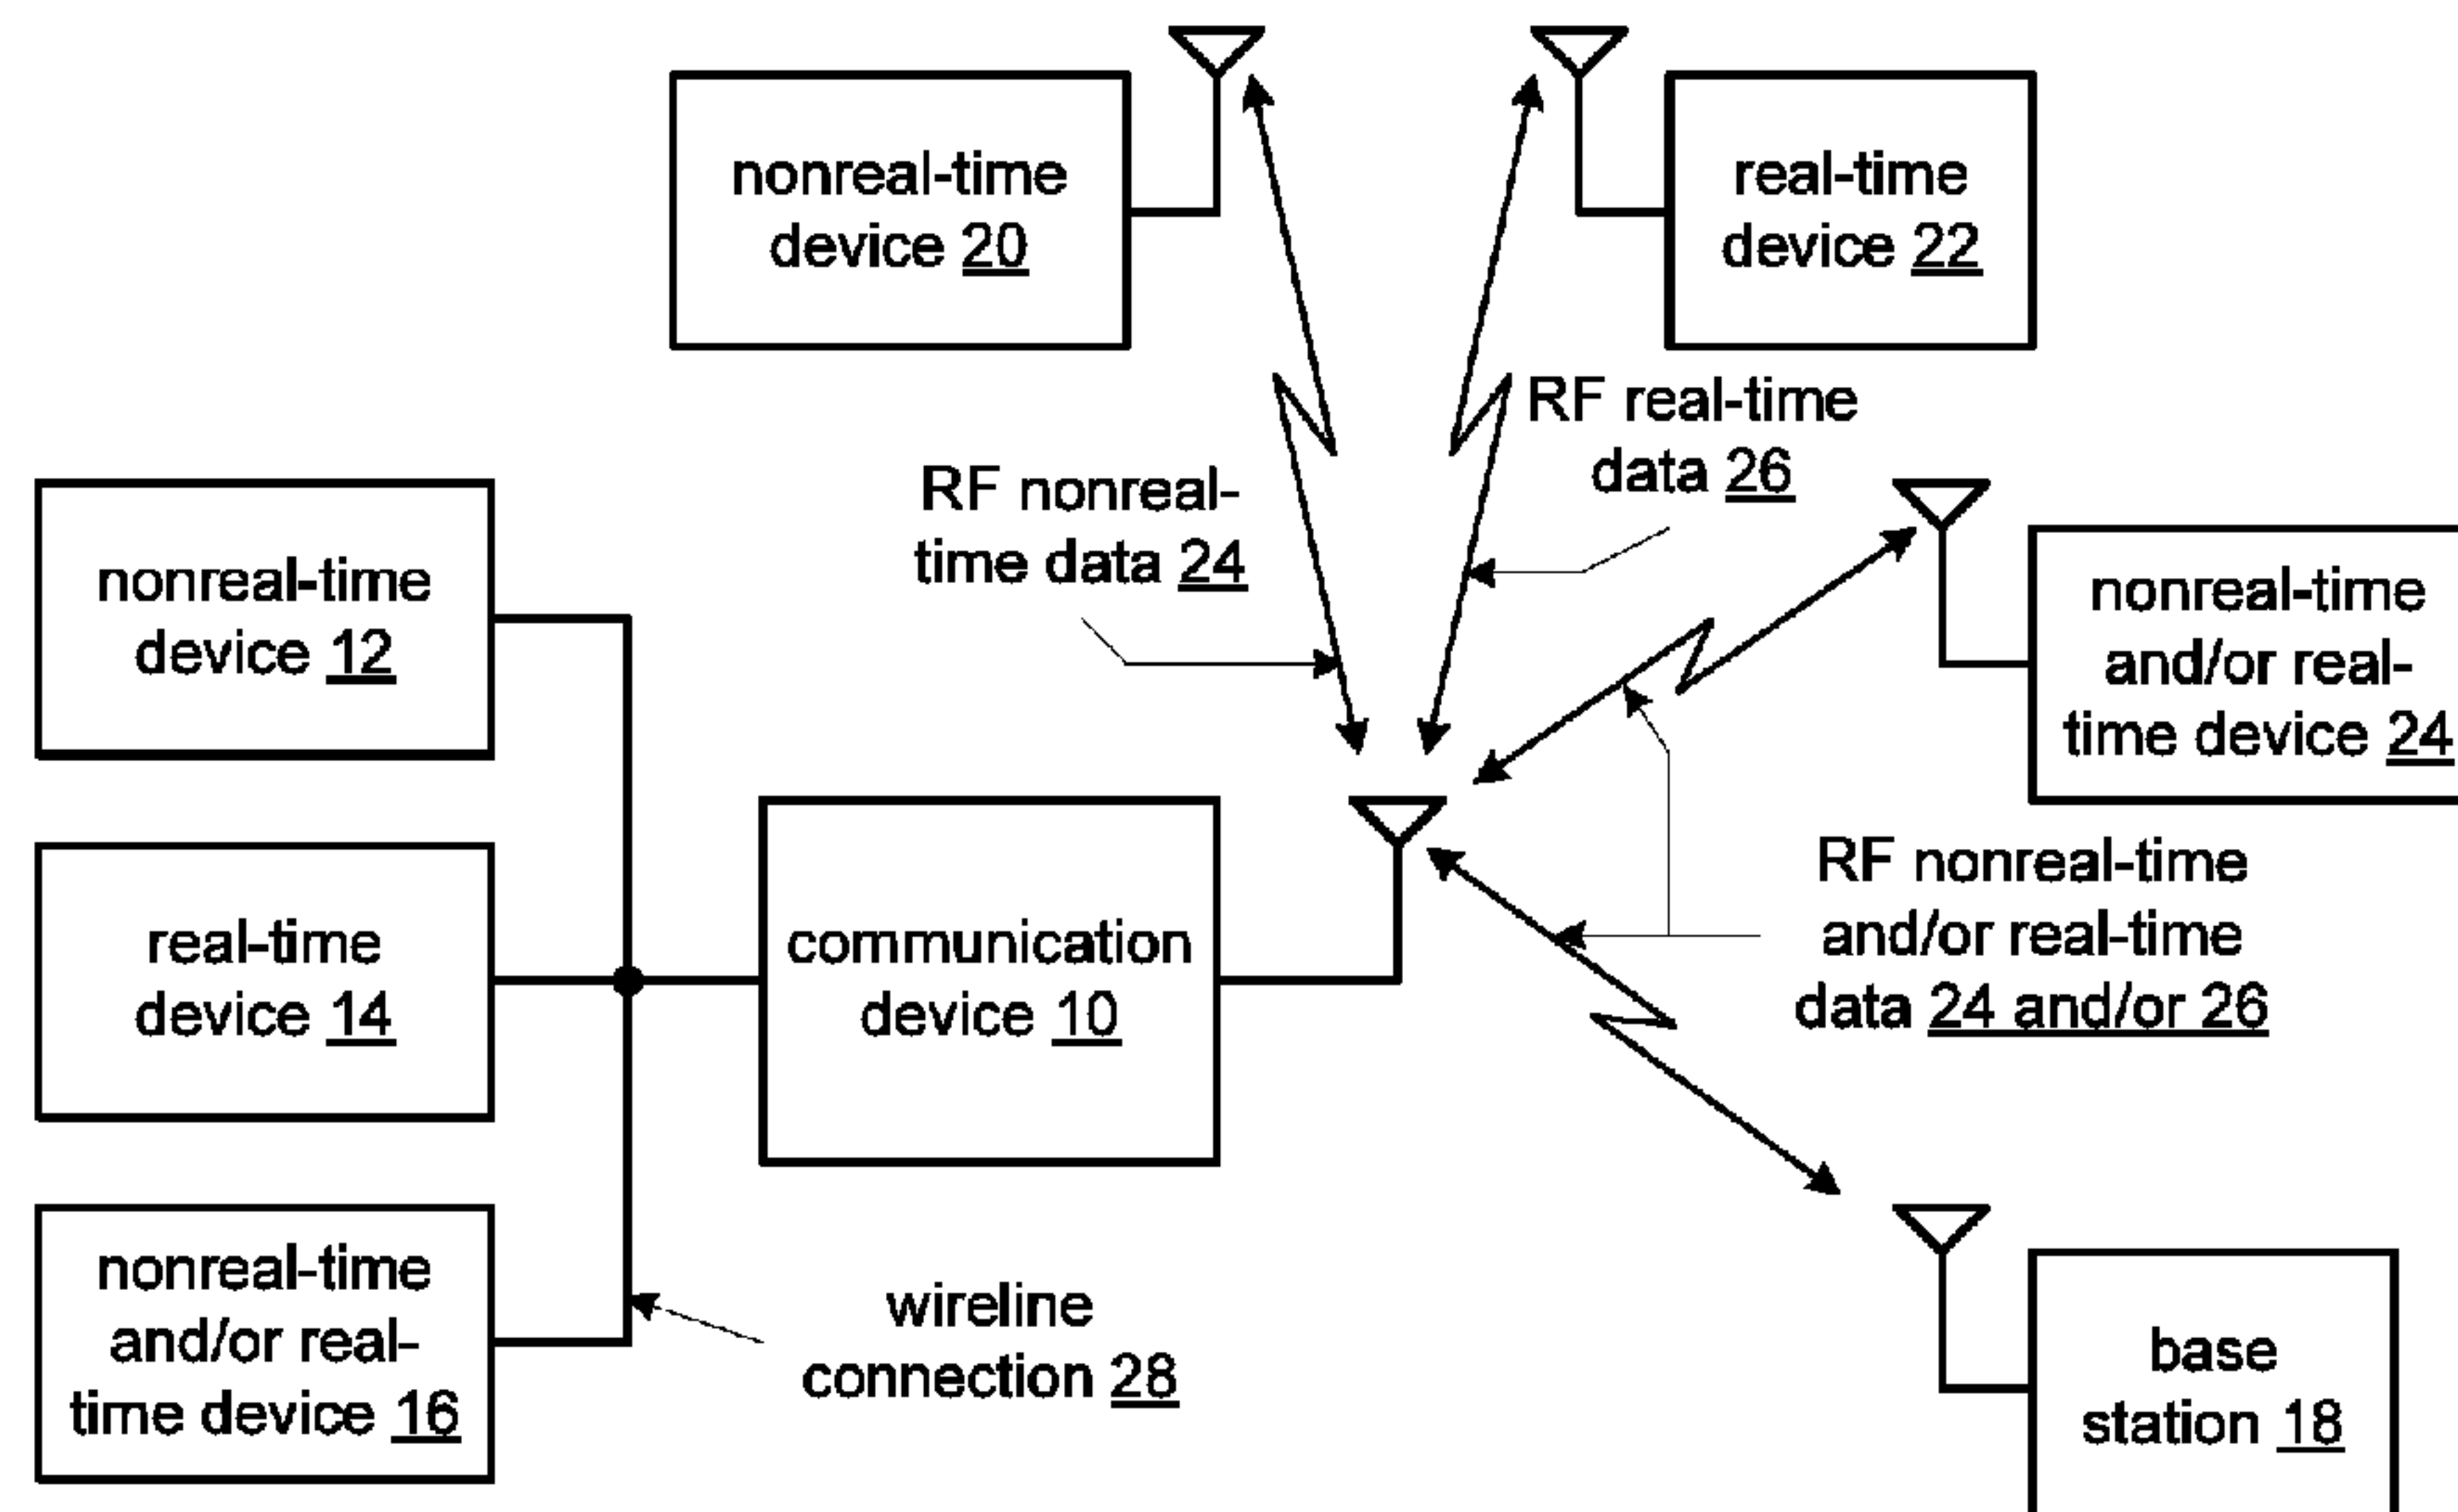 nonreal-time
device 20
real-time
device 22
RF real-time
data 26
RF nonreal-
time data 24
nonreal-time
device 12
nonreal-time
and/or real-
time device 24
real-time
device 14
communication
device 10
RF nonreal-time
and/or real-time
data 24 and/or 26
nonreal-time
and/or real-
time device 16
wireline
connection 28
base
station 18